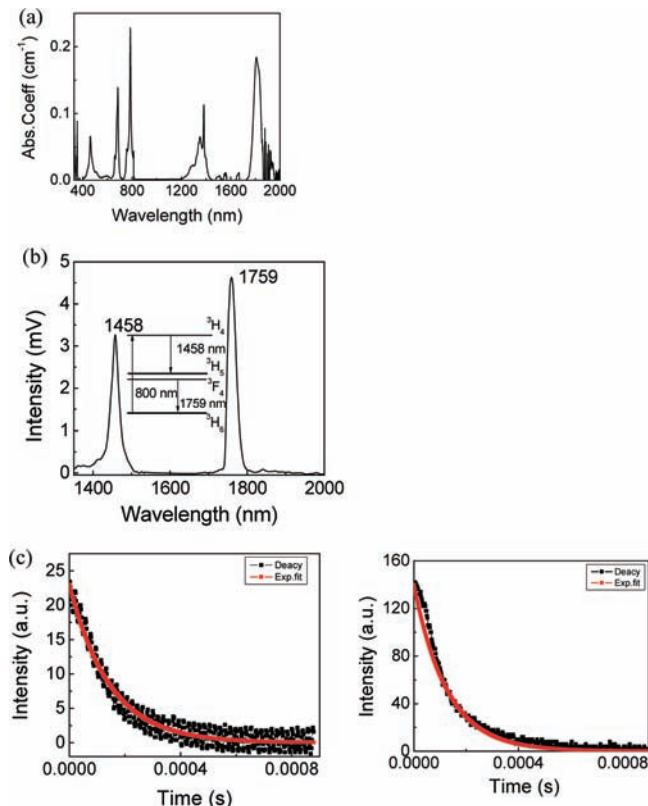 (a)
Abs.Coeff (cm⁻¹)
0.2
0.1
0.0
400 800 1200 1600 2000
Wavelength (nm)
(b)
Intensity (mV)
5
4
3
2
1
0
1458
1759
³H₄
1458 nm
³H₅
³F₄
800 nm
1759 nm
³H₆
1400 1600 1800 2000
Wavelength (nm)
(c)
Intensity (a.u.)
25
20
15
10
5
0
Deacy
Exp.fit
0.0000 0.0004 0.0008
Time (s)
Intensity (a.u.)
160
120
80
40
0
Deacy
Exp.fit
0.0000 0.0004 0.0008
Time (s)